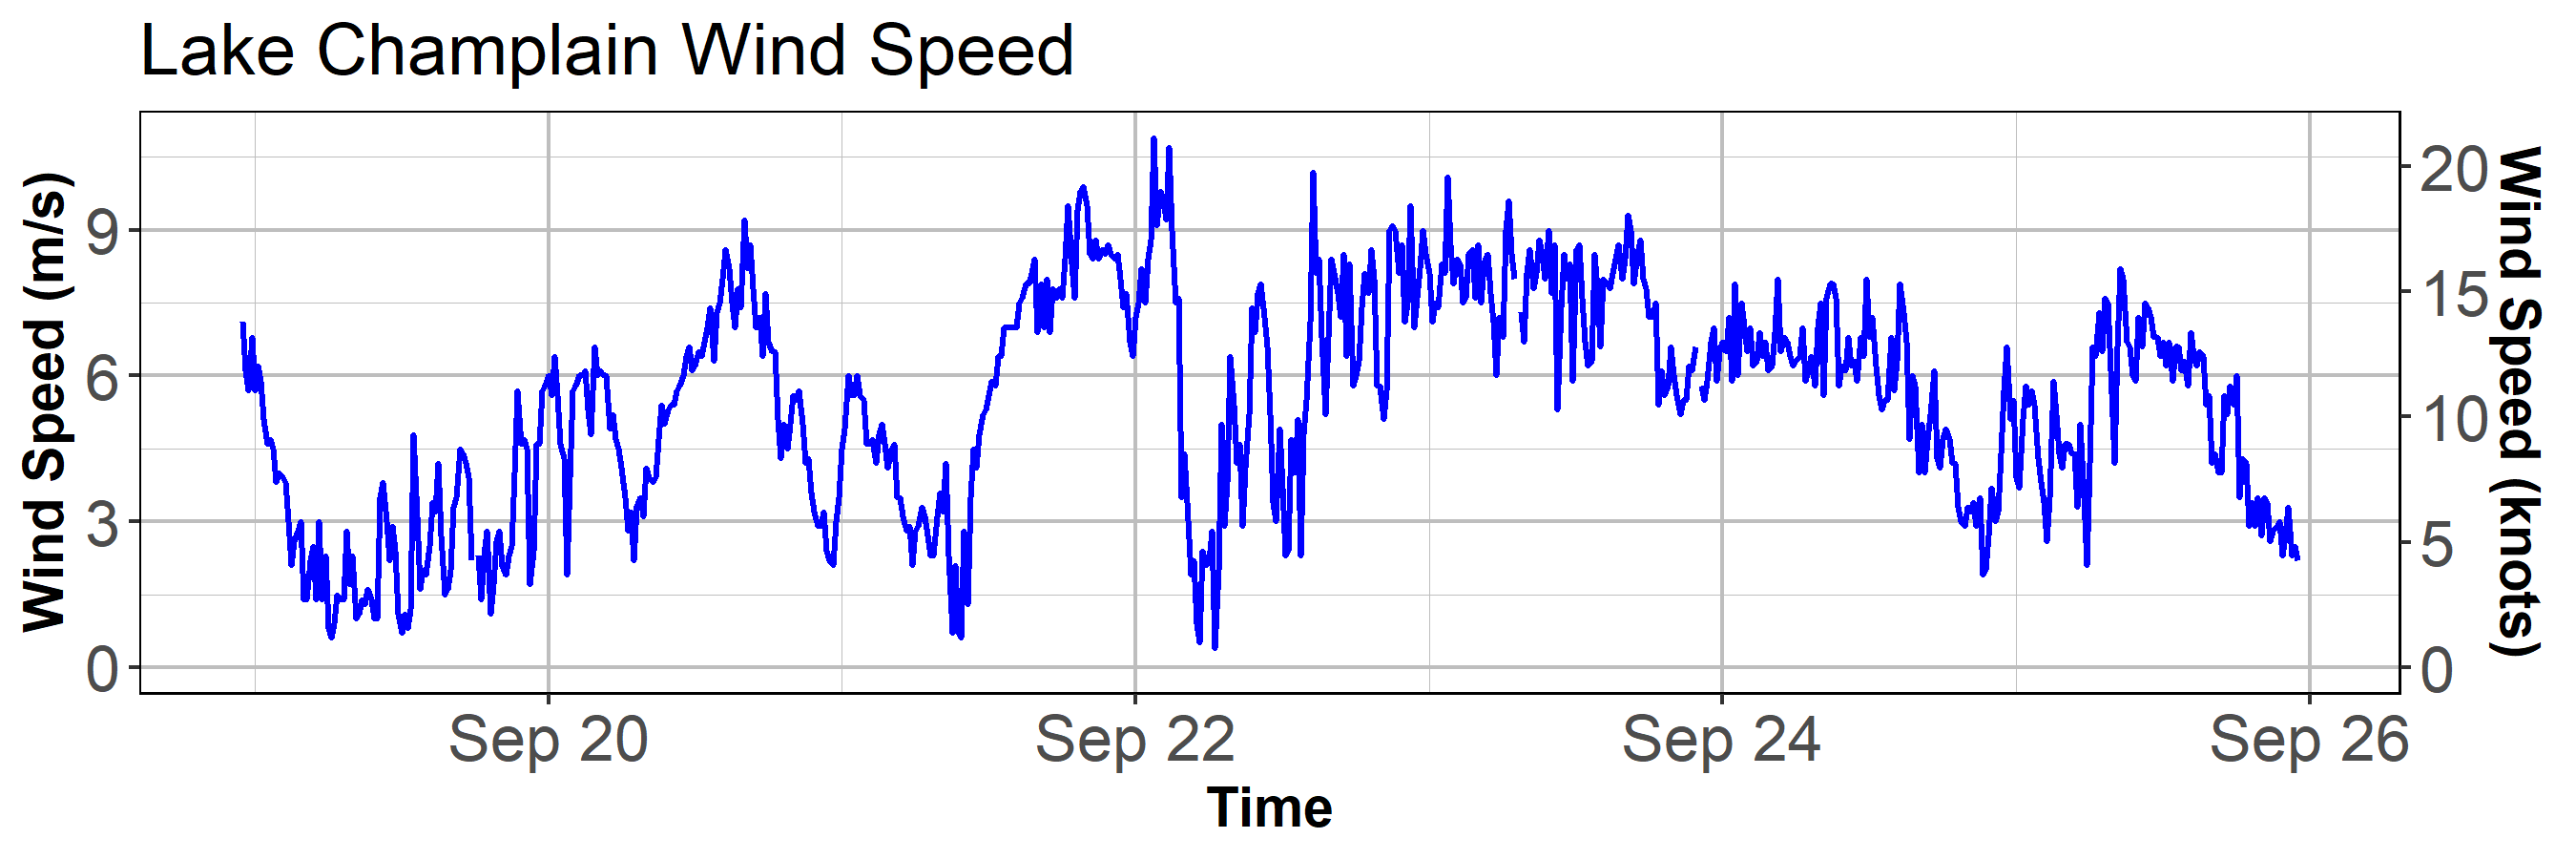 Lake Champlain Wind Speed
Wind Speed (m/s)
9
6
3
0
20
15
10
5
0
Wind Speed (knots)
Sep 20
Sep 22
Sep 24
Sep 26
Time